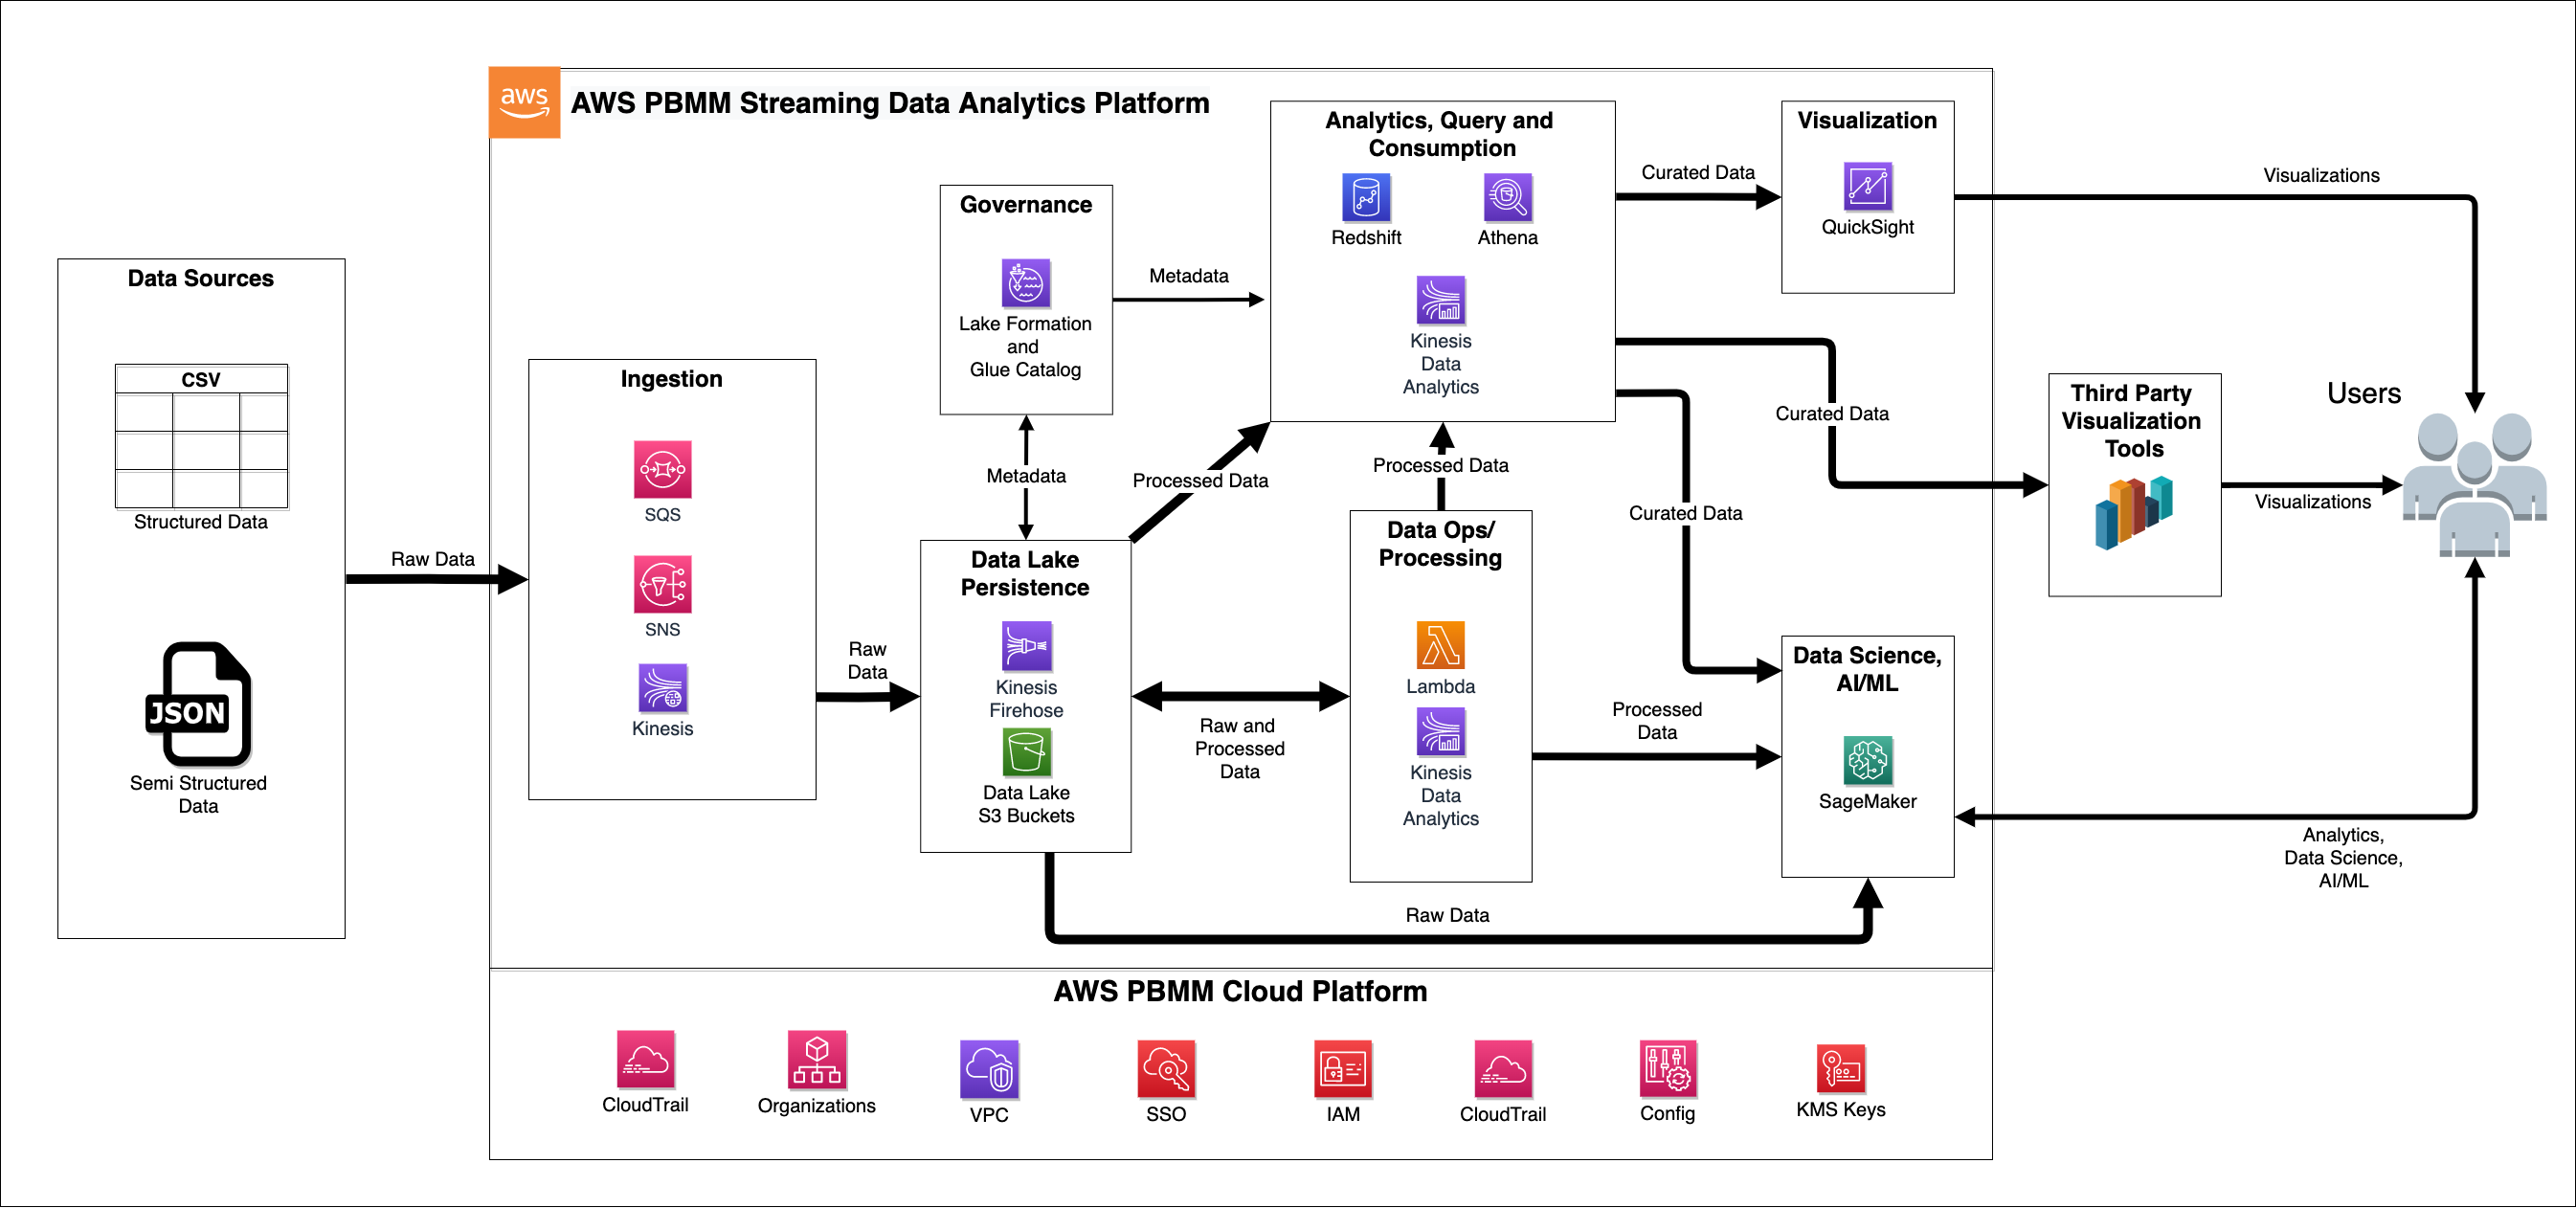 aws
AWS PBMM Streaming Data Analytics Platform
Data Sources
CSV
Structured Data
JSON
Semi Structured
Data
Raw Data
Ingestion
SQS
SNS
Kinesis
Raw
Data
Governance
Lake Formation
and
Glue Catalog
Metadata
Metadata
Data Lake
Persistence
Kinesis
Firehose
Data Lake
S3 Buckets
Processed Data
Raw and
Processed
Data
Analytics, Query and
Consumption
Redshift
Athena
Kinesis
Data
Analytics
Processed Data
Data Ops/
Processing
Lambda
Kinesis
Data
Analytics
Curated Data
Curated Data
Curated Data
Processed
Data
Raw Data
Visualization
QuickSight
Data Science,
AI/ML
SageMaker
Visualizations
Third Party
Visualization
Tools
Visualizations
Users
Analytics,
Data Science,
AI/ML
AWS PBMM Cloud Platform
CloudTrail
Organizations
VPC
SSO
IAM
CloudTrail
Config
KMS Keys